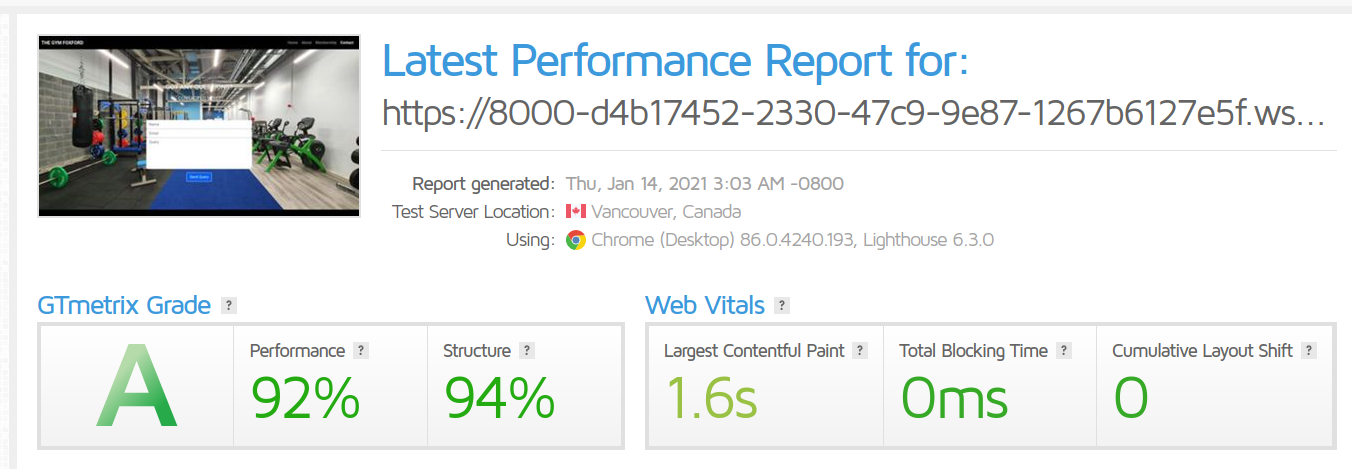 THE GYM FOXFORD
Home About Membership Contact
Name
Email
Query
Send Query
Latest Performance Report for:
https://8000-d4b17452-2330-47c9-9e87-1267b6127e5f.ws...
Report generated: Thu, Jan 14, 2021 3:03 AM -0800
Test Server Location: Vancouver, Canada
Using: Chrome (Desktop) 86.0.4240.193, Lighthouse 6.3.0
GTmetrix Grade ?
Web Vitals ?
A
Performance ?
92%
Structure ?
94%
Largest Contentful Paint ?
1.6s
Total Blocking Time ?
0ms
Cumulative Layout Shift ?
0